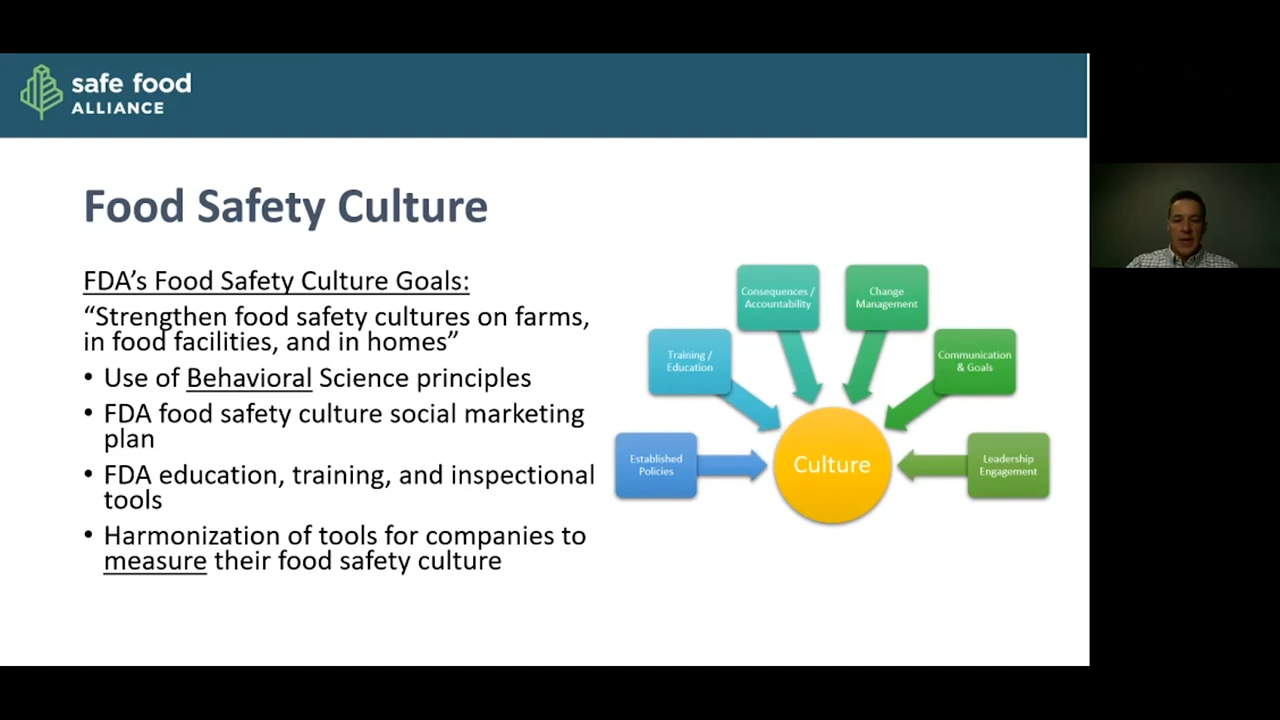 safe food
ALLIANCE
Food Safety Culture
FDA's Food Safety Culture Goals:
“Strengthen food safety cultures on farms,
in food facilities, and in homes”
• Use of Behavioral Science principles
• FDA food safety culture social marketing
plan
• FDA education, training, and inspectional
tools
• Harmonization of tools for companies to
measure their food safety culture
Established
Policies
Training /
Education
Consequences /
Accountability
Change
Management
Communication
& Goals
Leadership
Engagement
Culture